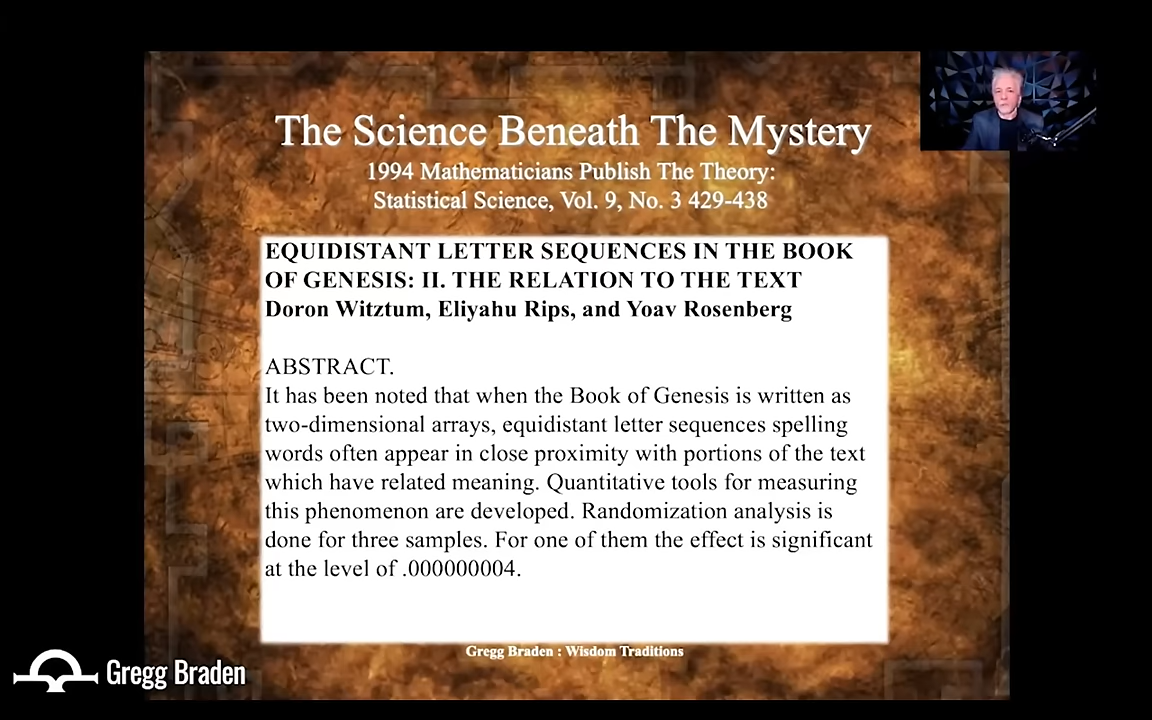 The Science Beneath The Mystery
1994 Mathematicians Publish The Theory:
Statistical Science, Vol. 9, No. 3 429-438
EQUIDISTANT LETTER SEQUENCES IN THE BOOK
OF GENESIS: II. THE RELATION TO THE TEXT
Doron Witztum, Eliyahu Rips, and Yoav Rosenberg
ABSTRACT.
It has been noted that when the Book of Genesis is written as
two-dimensional arrays, equidistant letter sequences spelling
words often appear in close proximity with portions of the text
which have related meaning. Quantitative tools for measuring
this phenomenon are developed. Randomization analysis is
done for three samples. For one of them the effect is significant
at the level of .000000004.
Gregg Braden : Wisdom Traditions
Gregg Braden